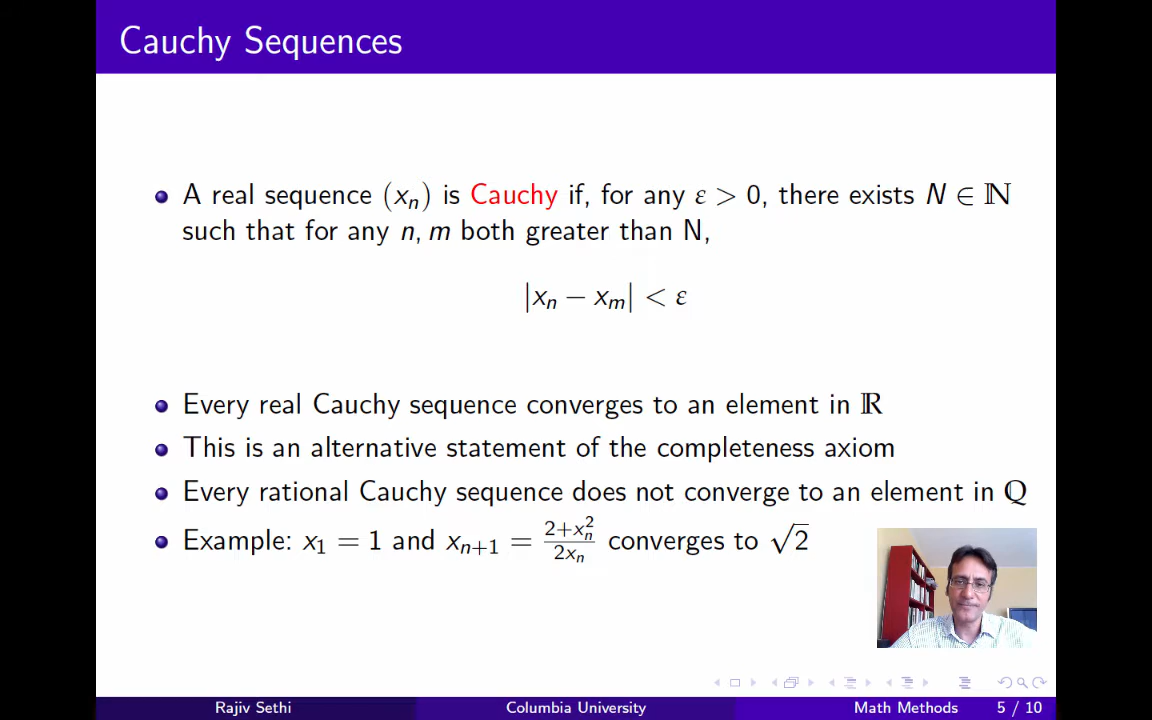 Cauchy Sequences
A real sequence (xₙ) is Cauchy if, for any ε > 0, there exists N ∈ ℕ
such that for any n, m both greater than N,
|xₙ − xₘ| < ε
Every real Cauchy sequence converges to an element in ℝ
This is an alternative statement of the completeness axiom
Every rational Cauchy sequence does not converge to an element in ℚ
Example: x₁ = 1 and xₙ₊₁ = (2+xₙ²)/(2xₙ) converges to √2
Rajiv Sethi Columbia University Math Methods 5 / 10